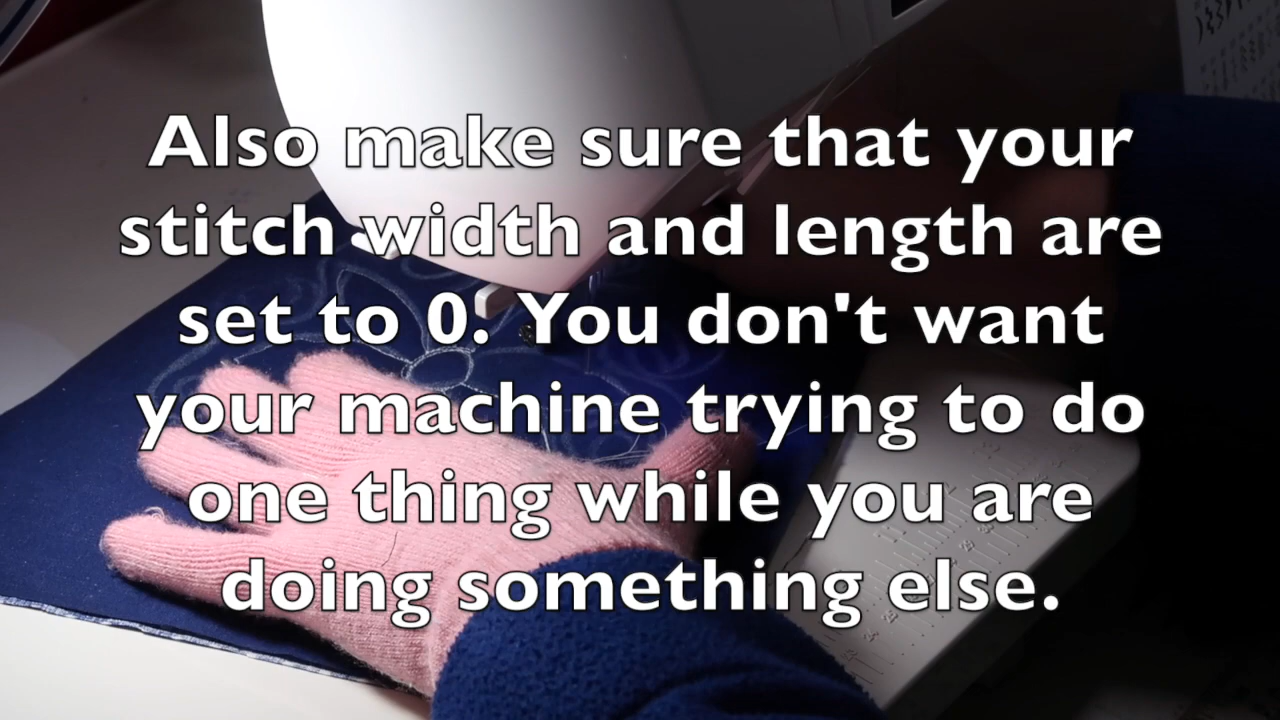 Also make sure that your
stitch width and length are
set to 0. You don't want
your machine trying to do
one thing while you are
doing something else.